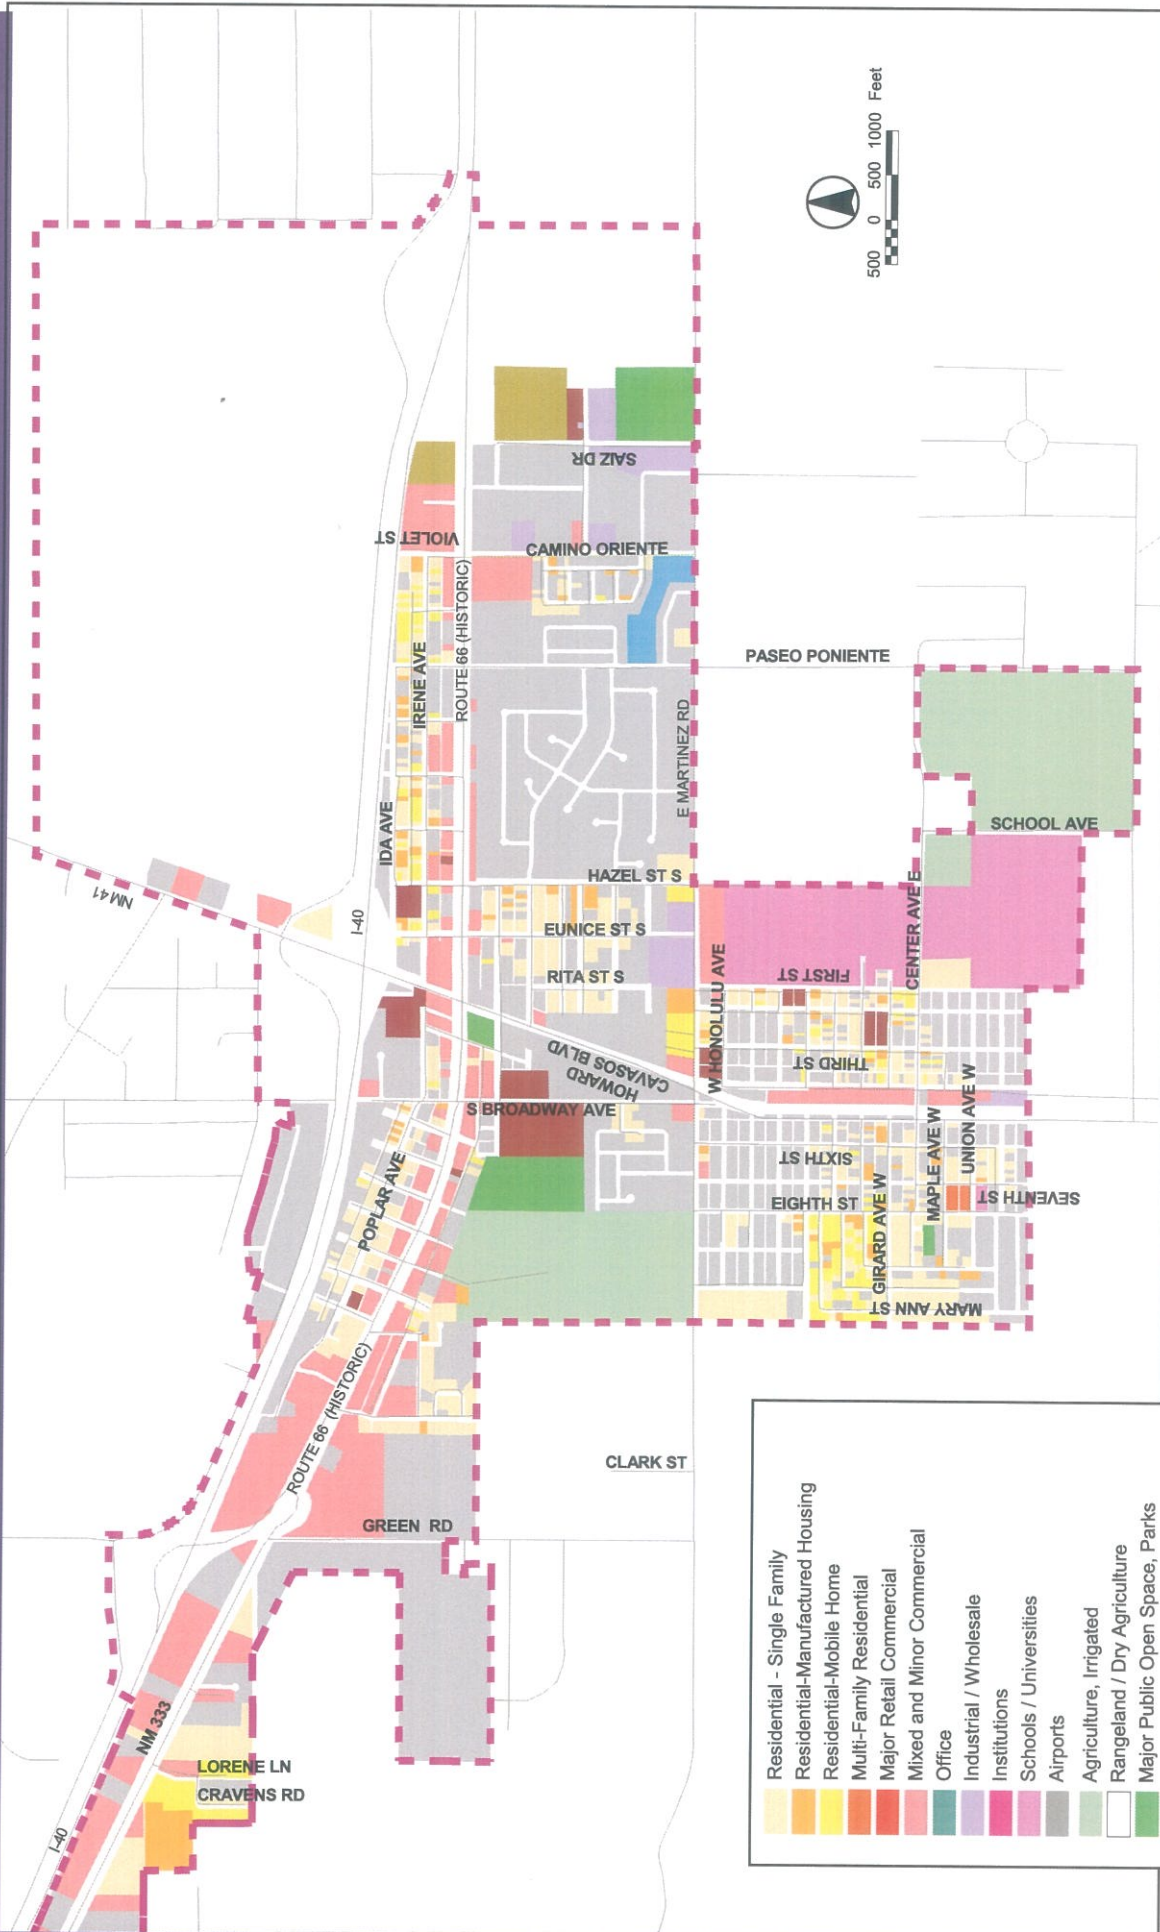 500 0 500 1000 Feet
NM 41
I-40
VIOLET ST
IRENE AVE
IDA AVE
ROUTE 66 (HISTORIC)
SAIZ DR
CAMINO ORIENTE
PASEO PONIENTE
E MARTINEZ RD
HAZEL ST S
EUNICE ST S
RITA ST S
SCHOOL AVE
CENTER AVE E
FIRST ST
W HONOLULU AVE
THIRD ST
HOWARD
CAVASOS BLVD
S BROADWAY AVE
POPLAR AVE
SIXTH ST
EIGHTH ST
GIRARD AVE W
MAPLE AVE W
UNION AVE W
SEVENTH ST
MARY ANN ST
ROUTE 66 (HISTORIC)
CLARK ST
GREEN RD
NM 333
LORENE LN
CRAVENS RD
I-40
Residential - Single Family
Residential-Manufactured Housing
Residential-Mobile Home
Multi-Family Residential
Major Retail Commercial
Mixed and Minor Commercial
Office
Industrial / Wholesale
Institutions
Schools / Universities
Airports
Agriculture, Irrigated
Rangeland / Dry Agriculture
Major Public Open Space, Parks